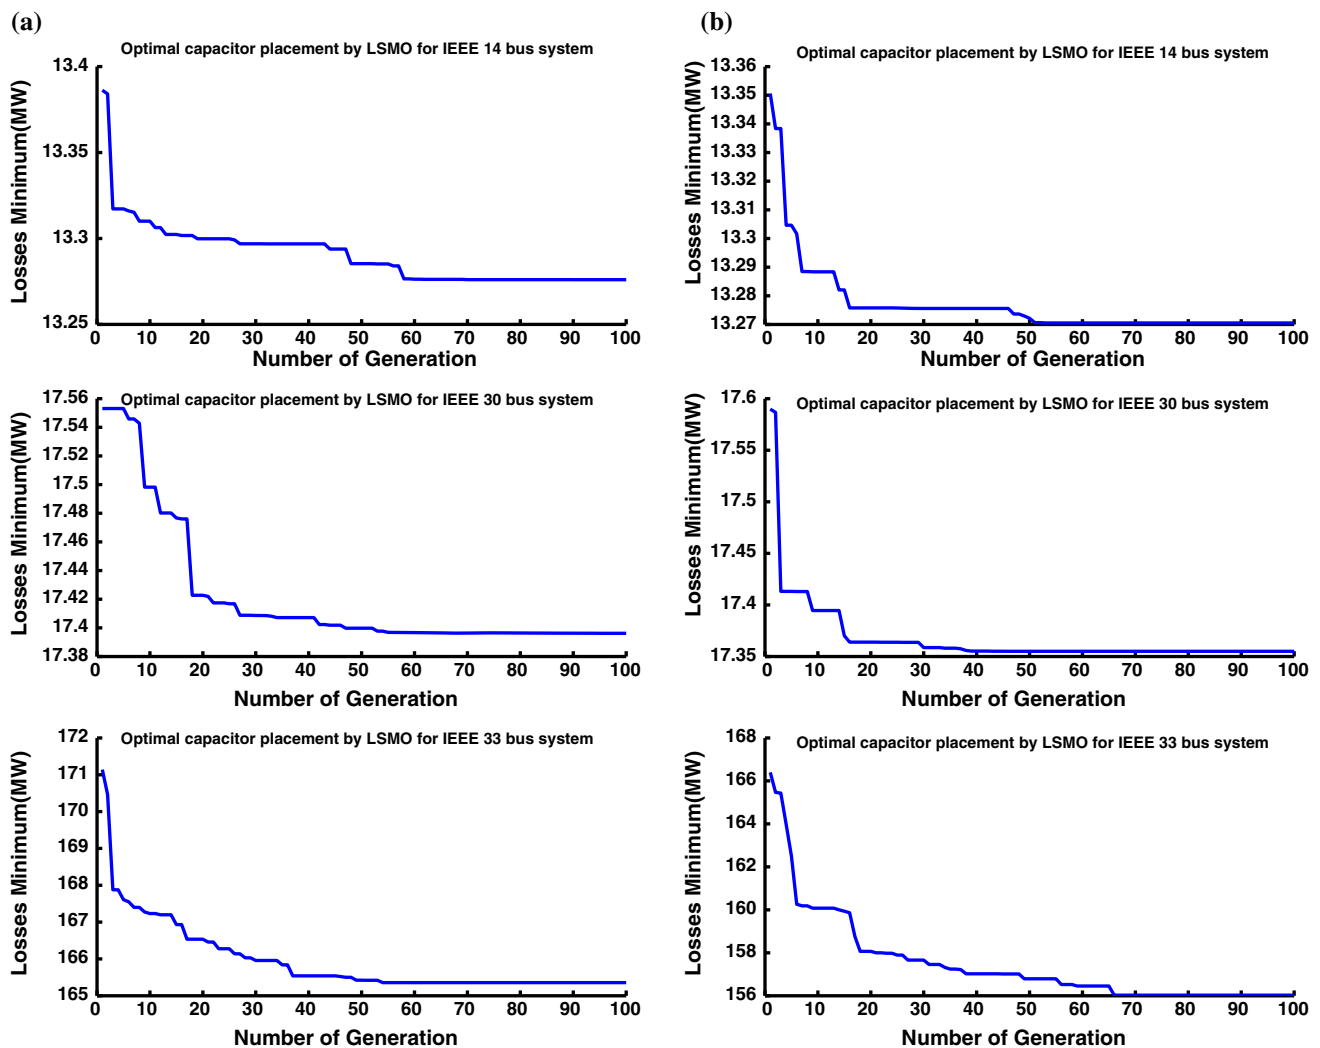 (a)
Optimal capacitor placement by LSMO for IEEE 14 bus system
Losses Minimum(MW)
13.4
13.35
13.3
13.25
0 10 20 30 40 50 60 70 80 90 100
Number of Generation
Optimal capacitor placement by LSMO for IEEE 30 bus system
Losses Minimum(MW)
17.56
17.54
17.52
17.5
17.48
17.46
17.44
17.42
17.4
17.38
0 10 20 30 40 50 60 70 80 90 100
Number of Generation
Optimal capacitor placement by LSMO for IEEE 33 bus system
Losses Minimum(MW)
172
171
170
169
168
167
166
165
0 10 20 30 40 50 60 70 80 90 100
Number of Generation
(b)
Optimal capacitor placement by LSMO for IEEE 14 bus system
Losses Minimum(MW)
13.36
13.35
13.34
13.33
13.32
13.31
13.3
13.29
13.28
13.27
0 10 20 30 40 50 60 70 80 90 100
Number of Generation
Optimal capacitor placement by LSMO for IEEE 30 bus system
Losses Minimum(MW)
17.6
17.55
17.5
17.45
17.4
17.35
0 10 20 30 40 50 60 70 80 90 100
Number of Generation
Optimal capacitor placement by LSMO for IEEE 33 bus system
Losses Minimum(MW)
168
166
164
162
160
158
156
0 10 20 30 40 50 60 70 80 90 100
Number of Generation